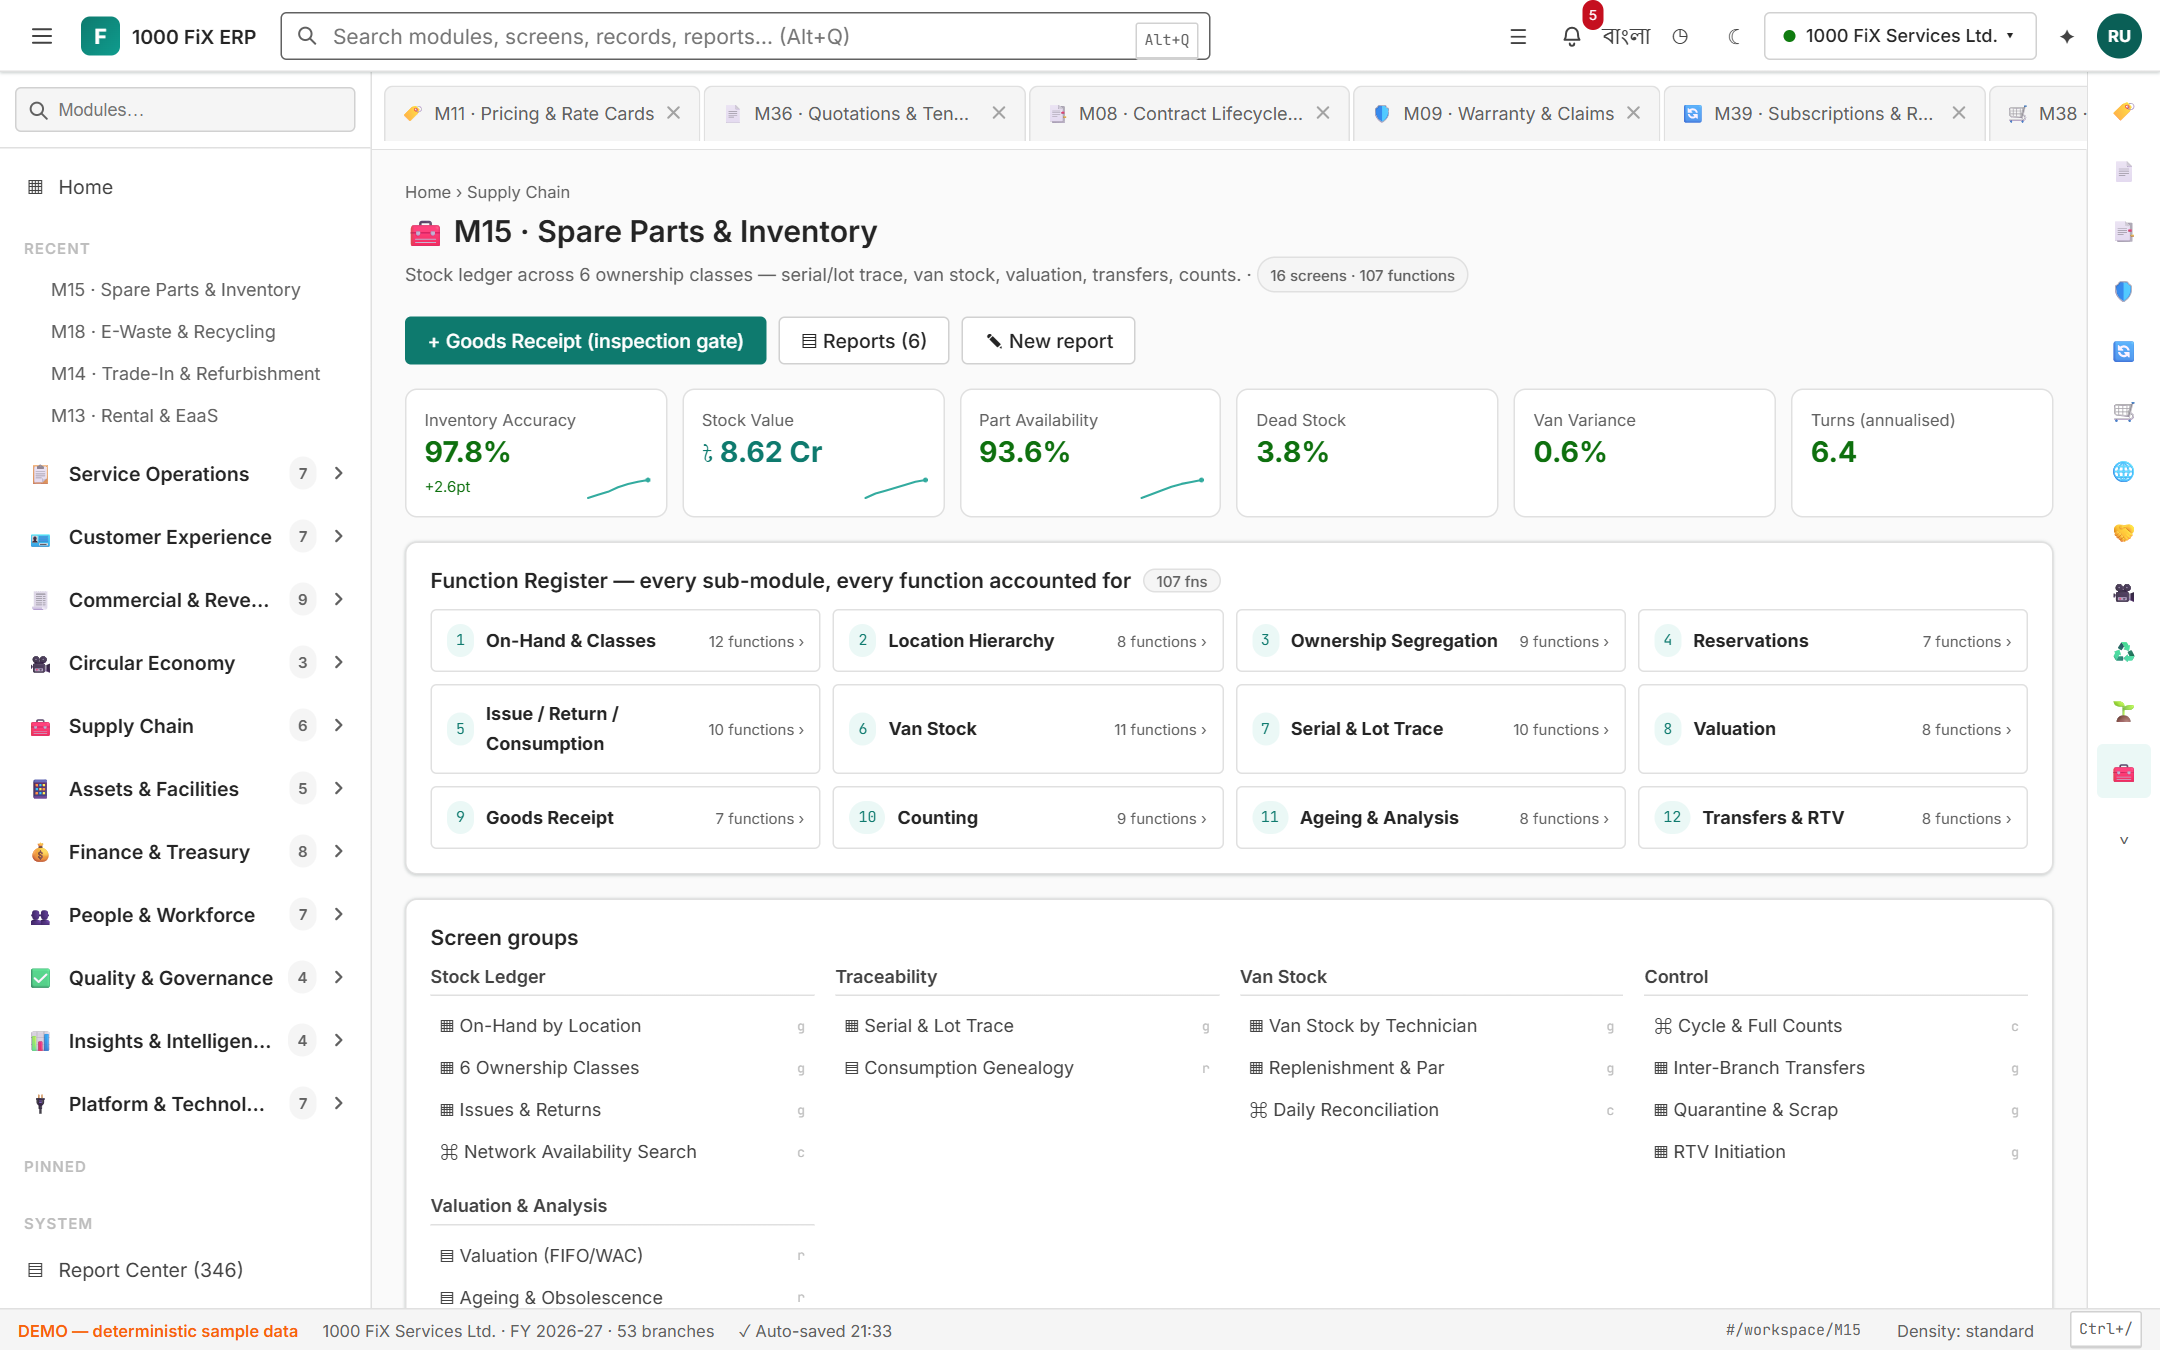 F 1000 FiX ERP
Search modules, screens, records, reports... (Alt+Q)
Alt+Q
5
বাংলা
1000 FiX Services Ltd.
RU
Modules...
M11 · Pricing & Rate Cards
M36 · Quotations & Ten...
M08 · Contract Lifecycle...
M09 · Warranty & Claims
M39 · Subscriptions & R...
M38 ·
Home
RECENT
M15 · Spare Parts & Inventory
M18 · E-Waste & Recycling
M14 · Trade-In & Refurbishment
M13 · Rental & EaaS
Service Operations 7
Customer Experience 7
Commercial & Reve... 9
Circular Economy 3
Supply Chain 6
Assets & Facilities 5
Finance & Treasury 8
People & Workforce 7
Quality & Governance 4
Insights & Intelligen... 4
Platform & Technol... 7
PINNED
SYSTEM
Report Center (346)
Home › Supply Chain
M15 · Spare Parts & Inventory
Stock ledger across 6 ownership classes — serial/lot trace, van stock, valuation, transfers, counts. · 16 screens · 107 functions
+ Goods Receipt (inspection gate)
Reports (6)
New report
Inventory Accuracy
97.8%
+2.6pt
Stock Value
৳ 8.62 Cr
Part Availability
93.6%
Dead Stock
3.8%
Van Variance
0.6%
Turns (annualised)
6.4
Function Register — every sub-module, every function accounted for 107 fns
1 On-Hand & Classes 12 functions ›
2 Location Hierarchy 8 functions ›
3 Ownership Segregation 9 functions ›
4 Reservations 7 functions ›
5 Issue / Return /
Consumption 10 functions ›
6 Van Stock 11 functions ›
7 Serial & Lot Trace 10 functions ›
8 Valuation 8 functions ›
9 Goods Receipt 7 functions ›
10 Counting 9 functions ›
11 Ageing & Analysis 8 functions ›
12 Transfers & RTV 8 functions ›
Screen groups
Stock Ledger
On-Hand by Location g
6 Ownership Classes g
Issues & Returns g
Network Availability Search c
Traceability
Serial & Lot Trace g
Consumption Genealogy r
Van Stock
Van Stock by Technician g
Replenishment & Par g
Daily Reconciliation c
Control
Cycle & Full Counts c
Inter-Branch Transfers g
Quarantine & Scrap g
RTV Initiation g
Valuation & Analysis
Valuation (FIFO/WAC) r
Ageing & Obsolescence r
DEMO — deterministic sample data
1000 FiX Services Ltd. · FY 2026-27 · 53 branches
✓ Auto-saved 21:33
#/workspace/M15
Density: standard
Ctrl+/